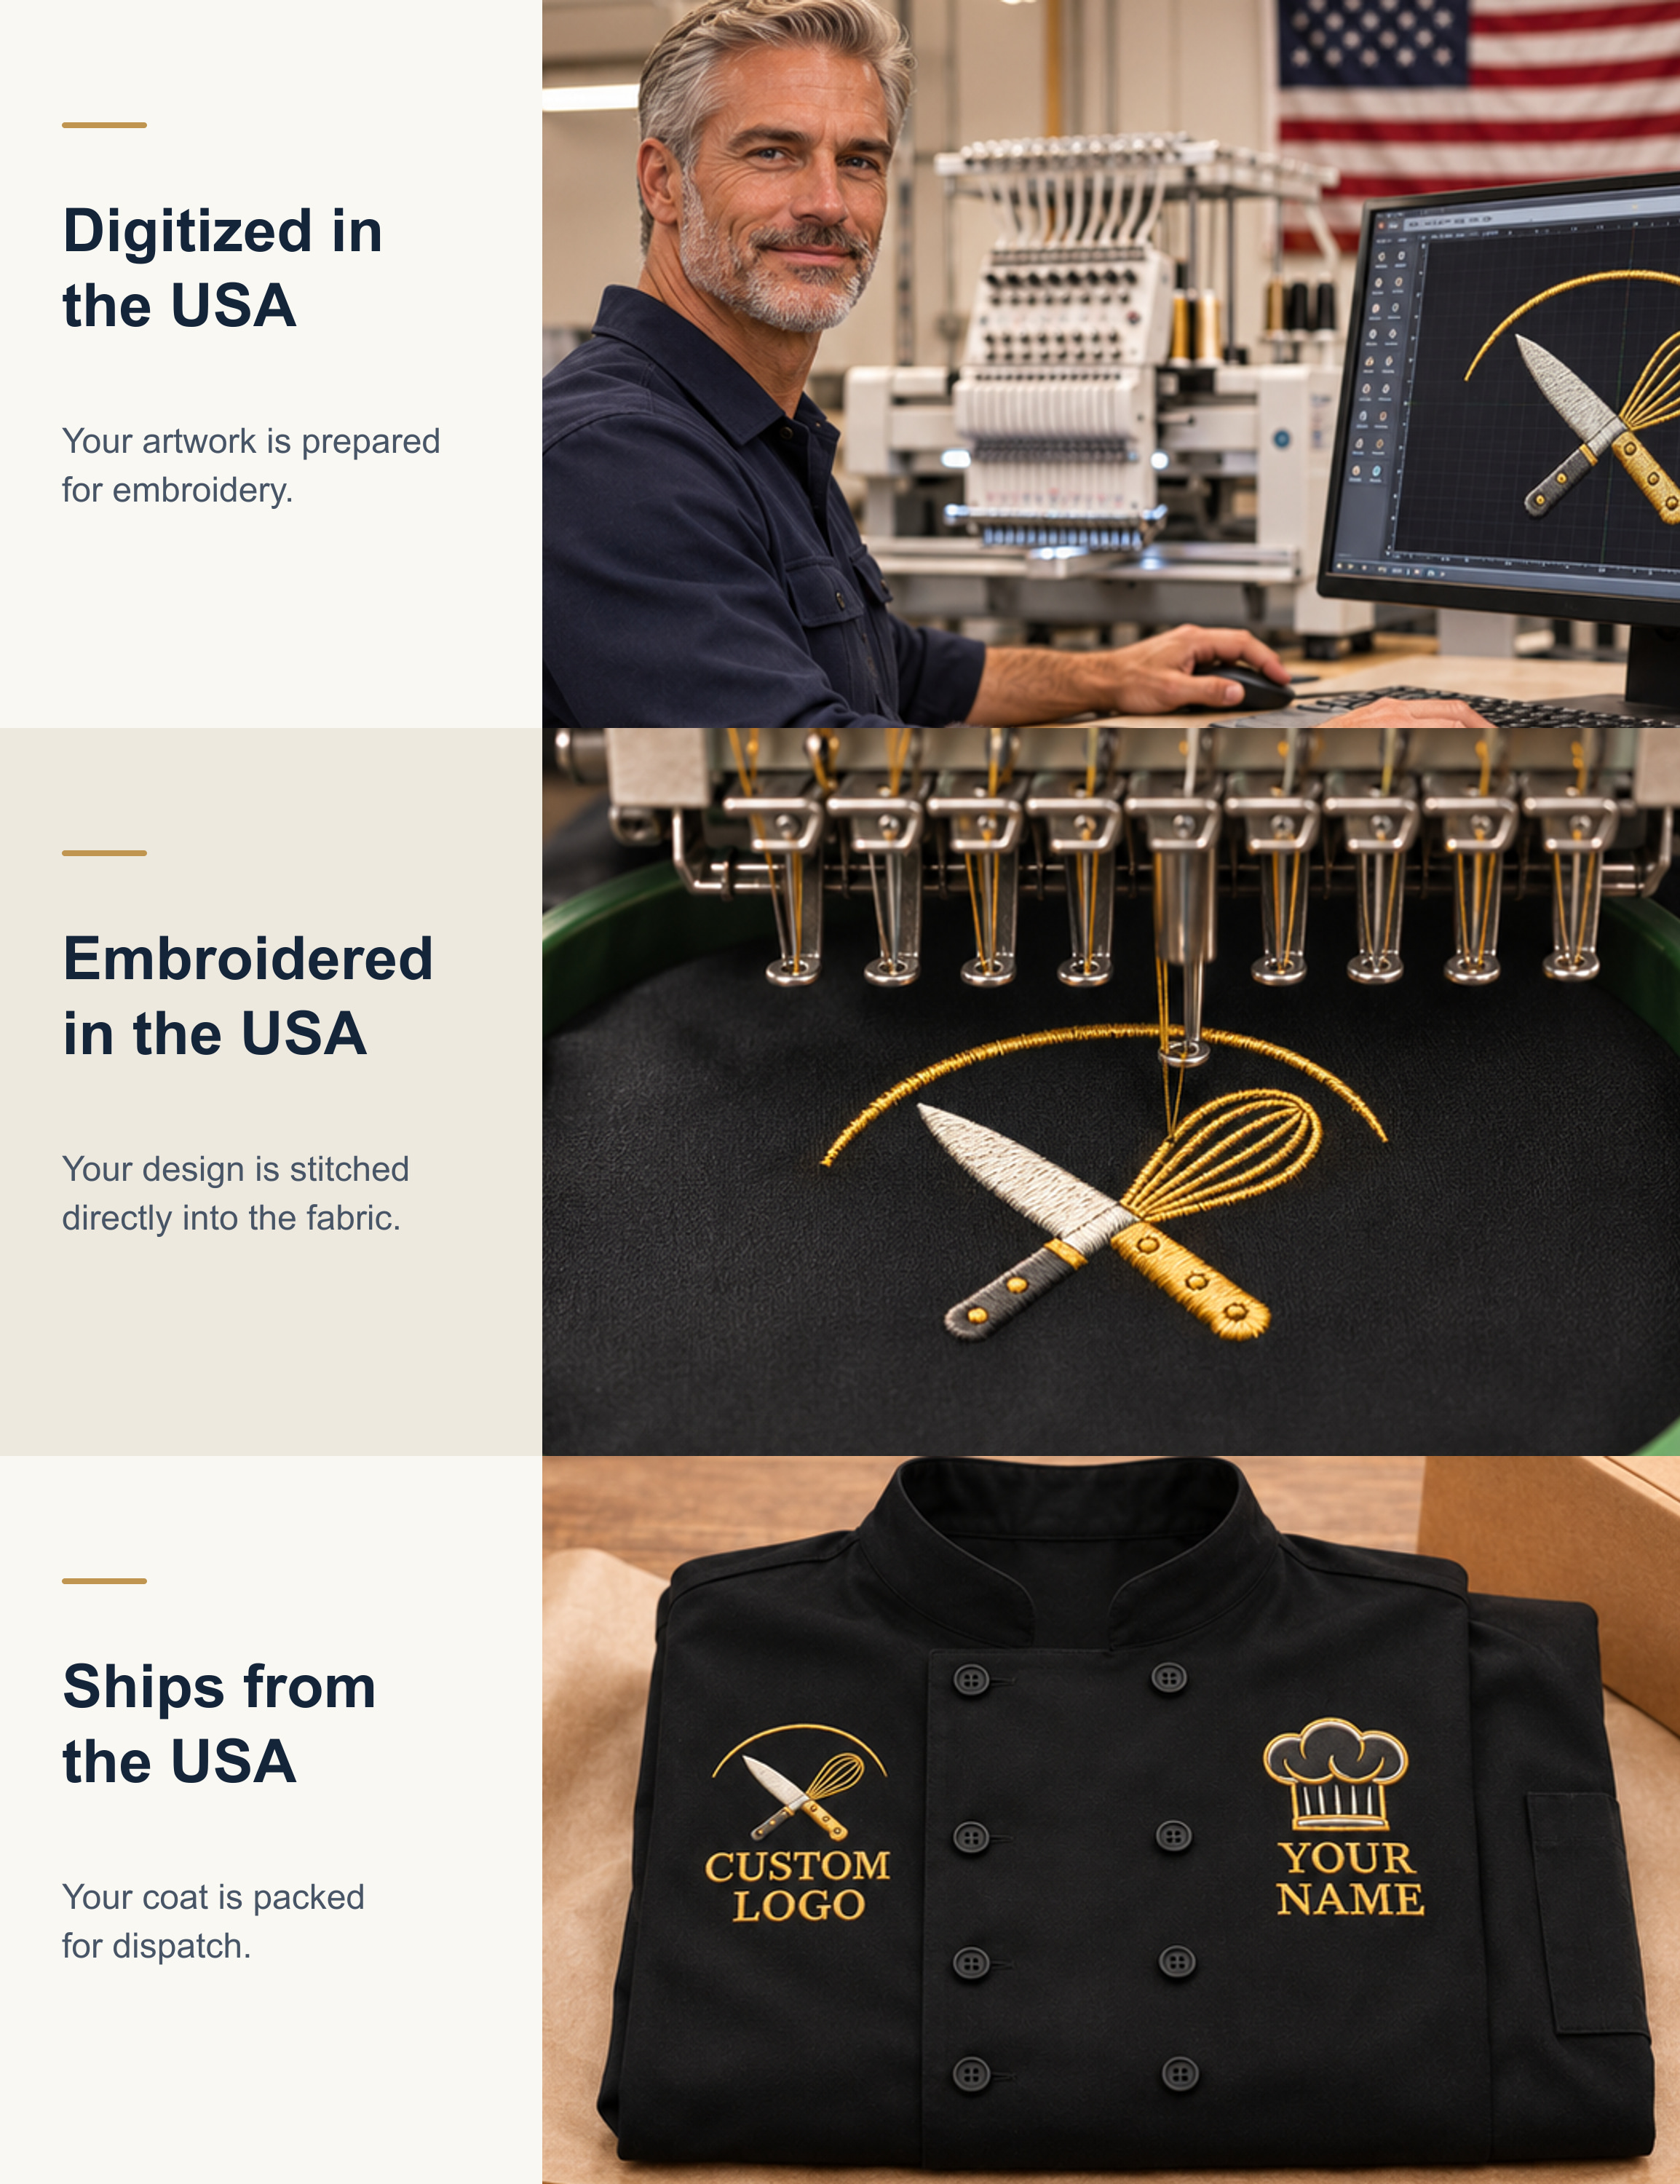 Digitized in
the USA
Your artwork is prepared
for embroidery.
Embroidered
in the USA
Your design is stitched
directly into the fabric.
Ships from
the USA
Your coat is packed
for dispatch.
CUSTOM
LOGO
YOUR
NAME